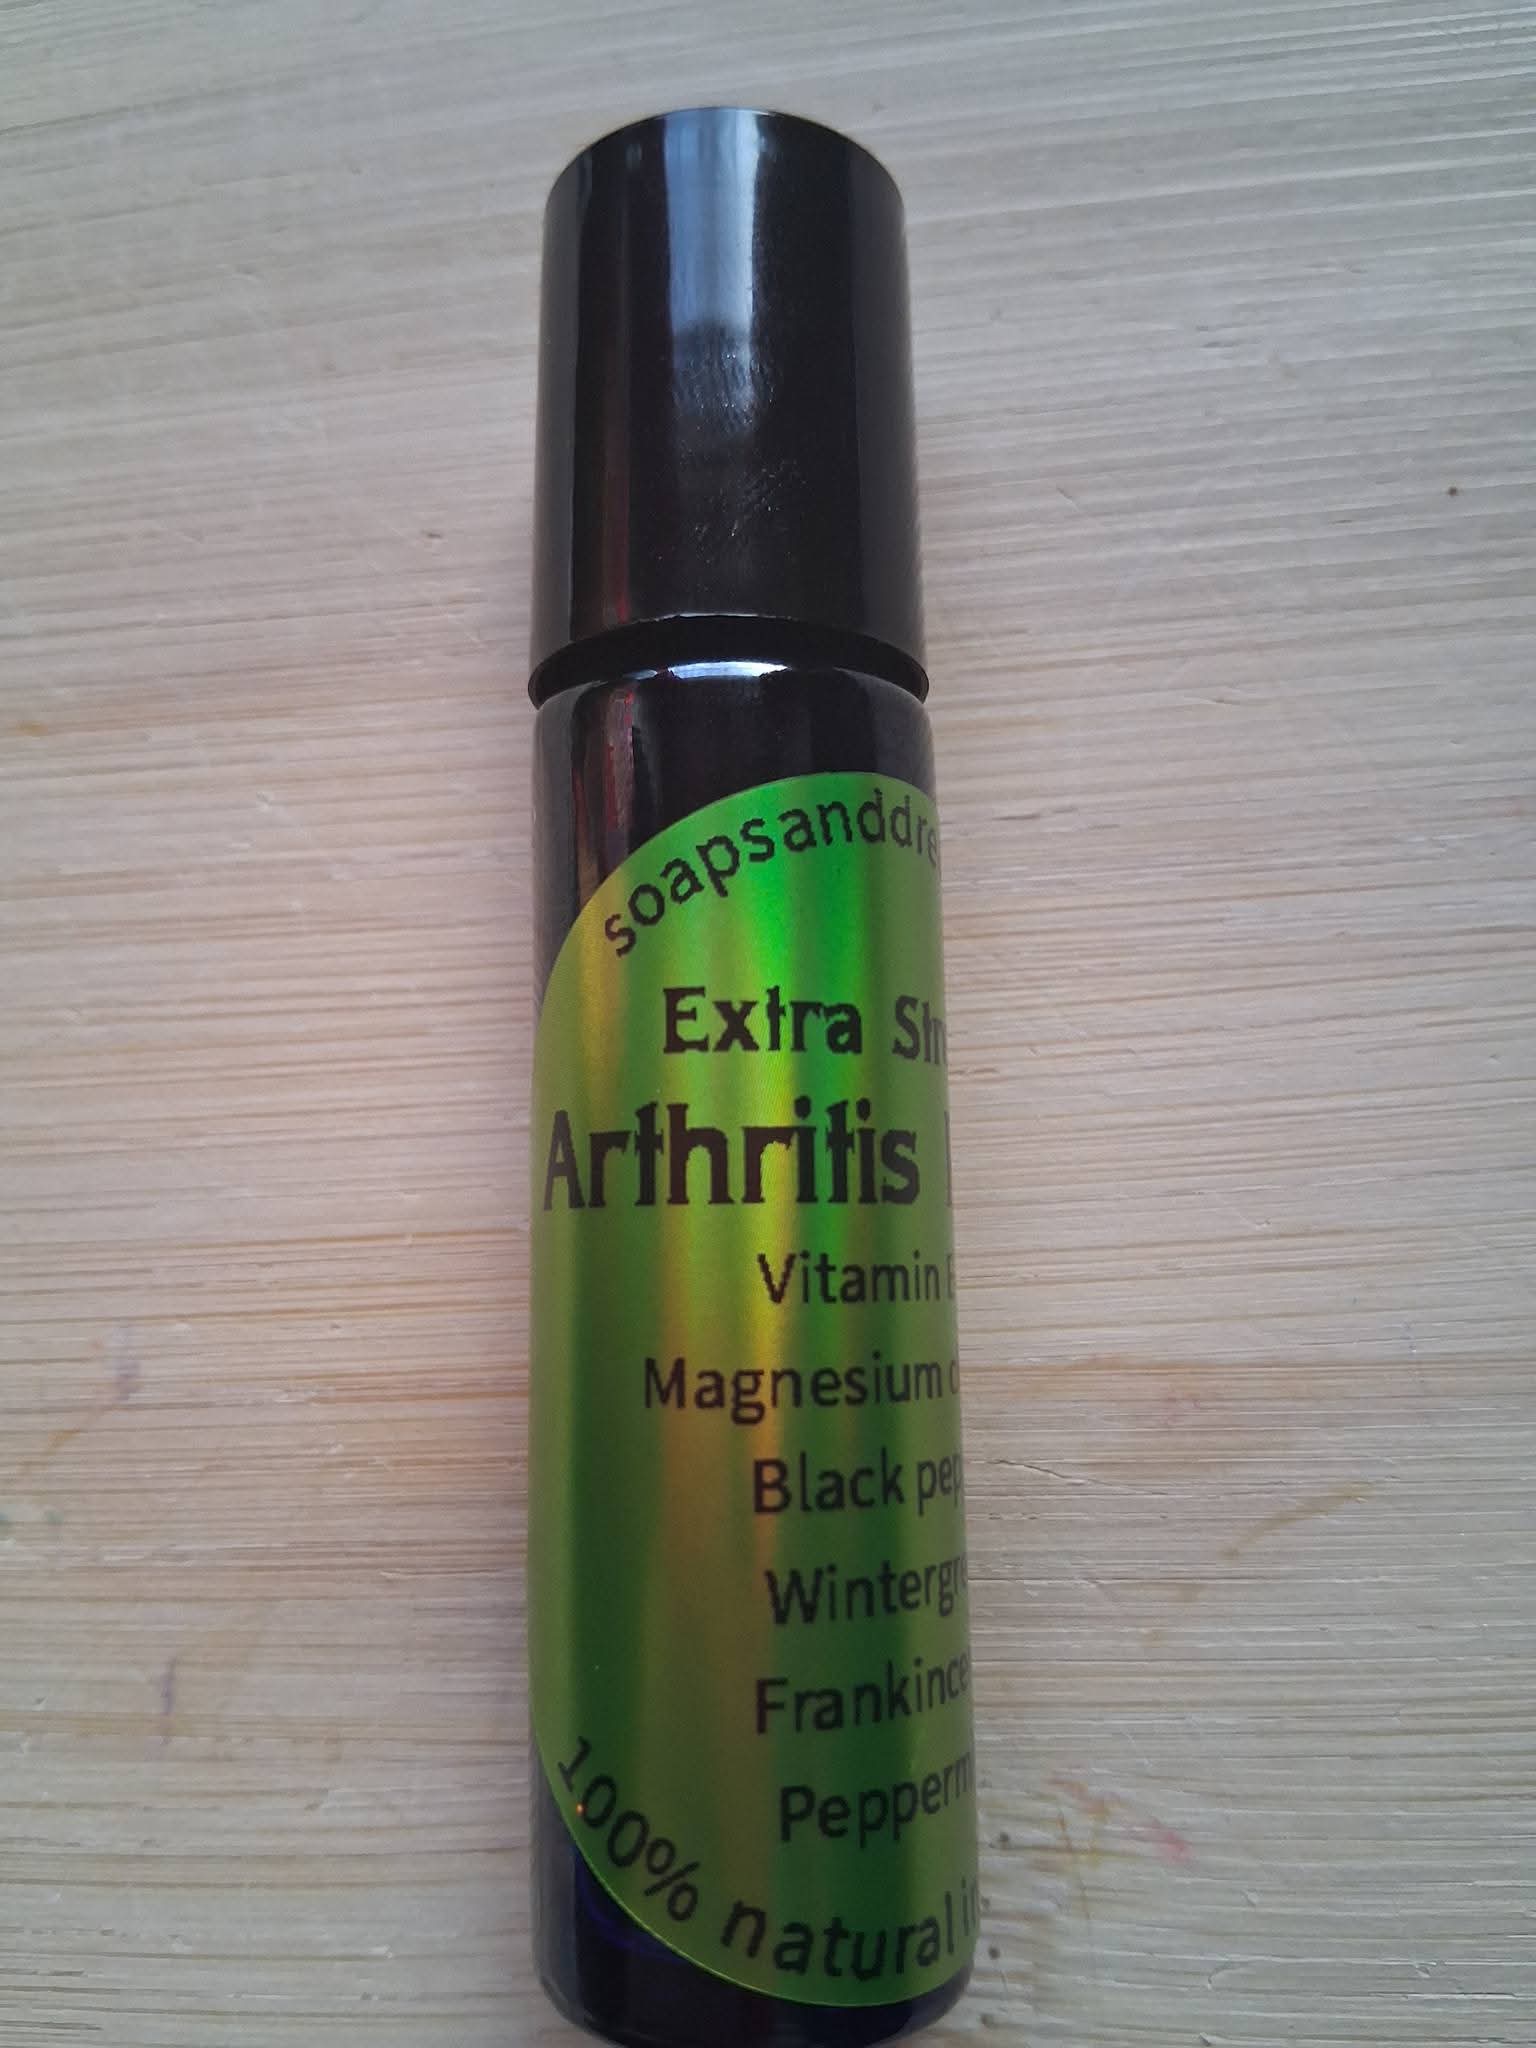 soapsanddre
Extra Str
Arthritis
Vitamin E
Magnesium
Black pep
Wintergre
Frankince
Pepperm
100% natural in